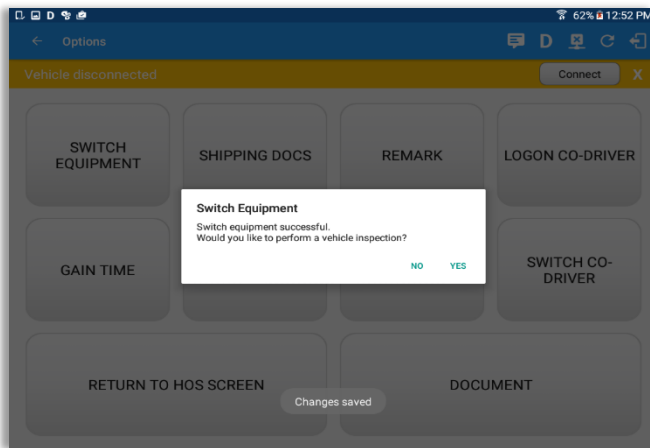 D 62% 12:52 PM
Options D
Vehicle disconnected Connect X
SWITCH
EQUIPMENT
SHIPPING DOCS
REMARK
LOGON CO-DRIVER
Switch Equipment
Switch equipment successful.
Would you like to perform a vehicle inspection?
NO YES
GAIN TIME
SWITCH CO-
DRIVER
RETURN TO HOS SCREEN
DOCUMENT
Changes saved